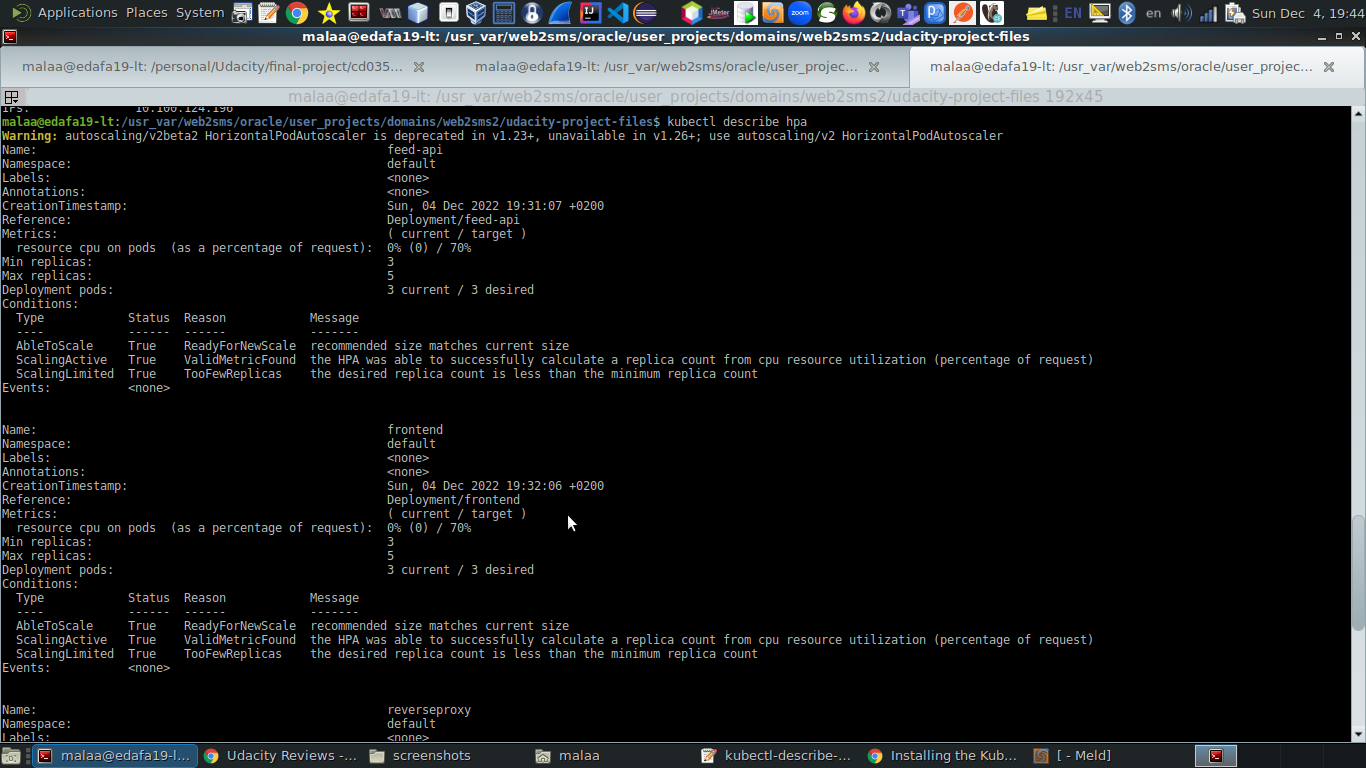 Applications Places System
EN
en
Sun Dec 4, 19:44
malaa@edafa19-lt: /usr_var/web2sms/oracle/user_projects/domains/web2sms2/udacity-project-files
malaa@edafa19-lt: /personal/Udacity/final-project/cd035...
malaa@edafa19-lt: /usr_var/web2sms/oracle/user_projec...
malaa@edafa19-lt: /usr_var/web2sms/oracle/user_projec...
malaa@edafa19-lt: /usr_var/web2sms/oracle/user_projects/domains/web2sms2/udacity-project-files 192x45
IPs: 10.100.124.196
malaa@edafa19-lt:/usr_var/web2sms/oracle/user_projects/domains/web2sms2/udacity-project-files$ kubectl describe hpa
Warning: autoscaling/v2beta2 HorizontalPodAutoscaler is deprecated in v1.23+, unavailable in v1.26+; use autoscaling/v2 HorizontalPodAutoscaler
Name: feed-api
Namespace: default
Labels: <none>
Annotations: <none>
CreationTimestamp: Sun, 04 Dec 2022 19:31:07 +0200
Reference: Deployment/feed-api
Metrics: ( current / target )
resource cpu on pods (as a percentage of request): 0% (0) / 70%
Min replicas: 3
Max replicas: 5
Deployment pods: 3 current / 3 desired
Conditions:
Type Status Reason Message
---- ------ ------ -------
AbleToScale True ReadyForNewScale recommended size matches current size
ScalingActive True ValidMetricFound the HPA was able to successfully calculate a replica count from cpu resource utilization (percentage of request)
ScalingLimited True TooFewReplicas the desired replica count is less than the minimum replica count
Events: <none>
Name: frontend
Namespace: default
Labels: <none>
Annotations: <none>
CreationTimestamp: Sun, 04 Dec 2022 19:32:06 +0200
Reference: Deployment/frontend
Metrics: ( current / target )
resource cpu on pods (as a percentage of request): 0% (0) / 70%
Min replicas: 3
Max replicas: 5
Deployment pods: 3 current / 3 desired
Conditions:
Type Status Reason Message
---- ------ ------ -------
AbleToScale True ReadyForNewScale recommended size matches current size
ScalingActive True ValidMetricFound the HPA was able to successfully calculate a replica count from cpu resource utilization (percentage of request)
ScalingLimited True TooFewReplicas the desired replica count is less than the minimum replica count
Events: <none>
Name: reverseproxy
Namespace: default
Labels: <none>
malaa@edafa19-l...
Udacity Reviews -...
screenshots
malaa
kubectl-describe-...
Installing the Kub...
[ - Meld]